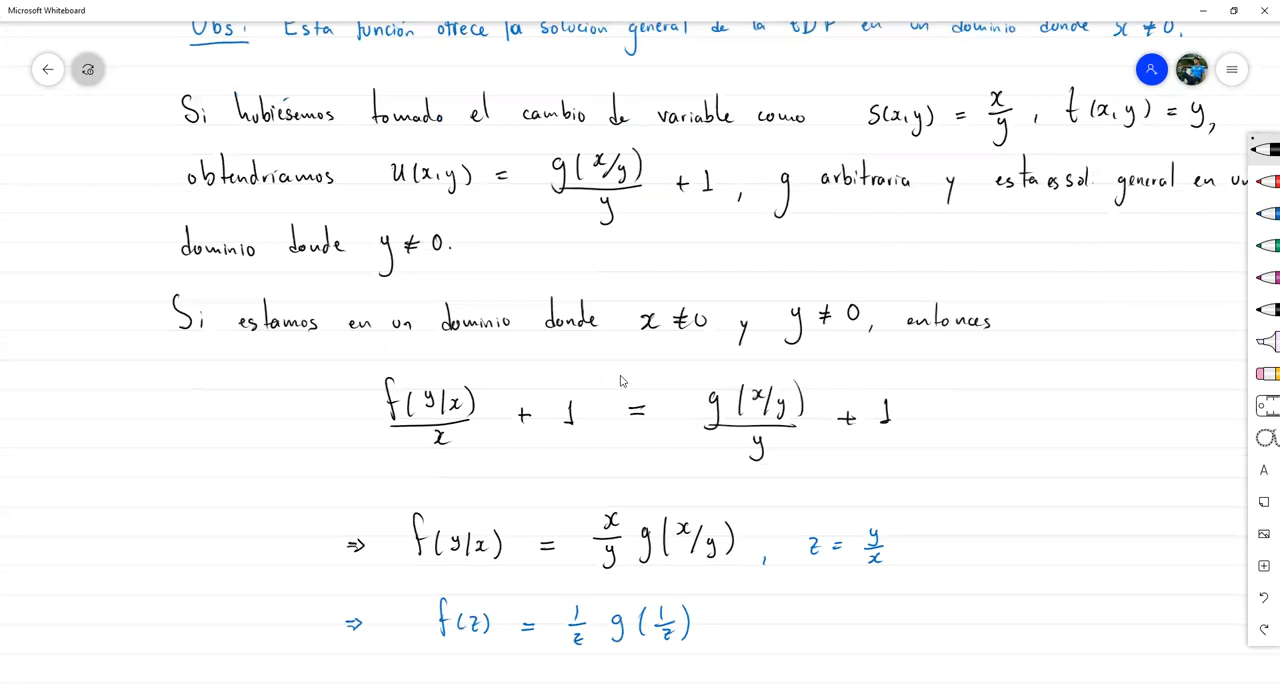 Microsoft Whiteboard
Obs: Esta función ofrece la solución general de la EDP en un dominio donde x ≠ 0.
Si hubiésemos tomado el cambio de variable como s(x,y) = x/y , t(x,y) = y,
obtendríamos u(x,y) = g(x/y)/y + 1 , g arbitraria y esta es sol. general en un
dominio donde y ≠ 0.
Si estamos en un dominio donde x ≠ 0 y y ≠ 0, entonces
f(y/x)/x + 1 = g(x/y)/y + 1
⇒ f(y/x) = x/y g(x/y) , z = y/x
⇒ f(z) = 1/z g(1/z)
A